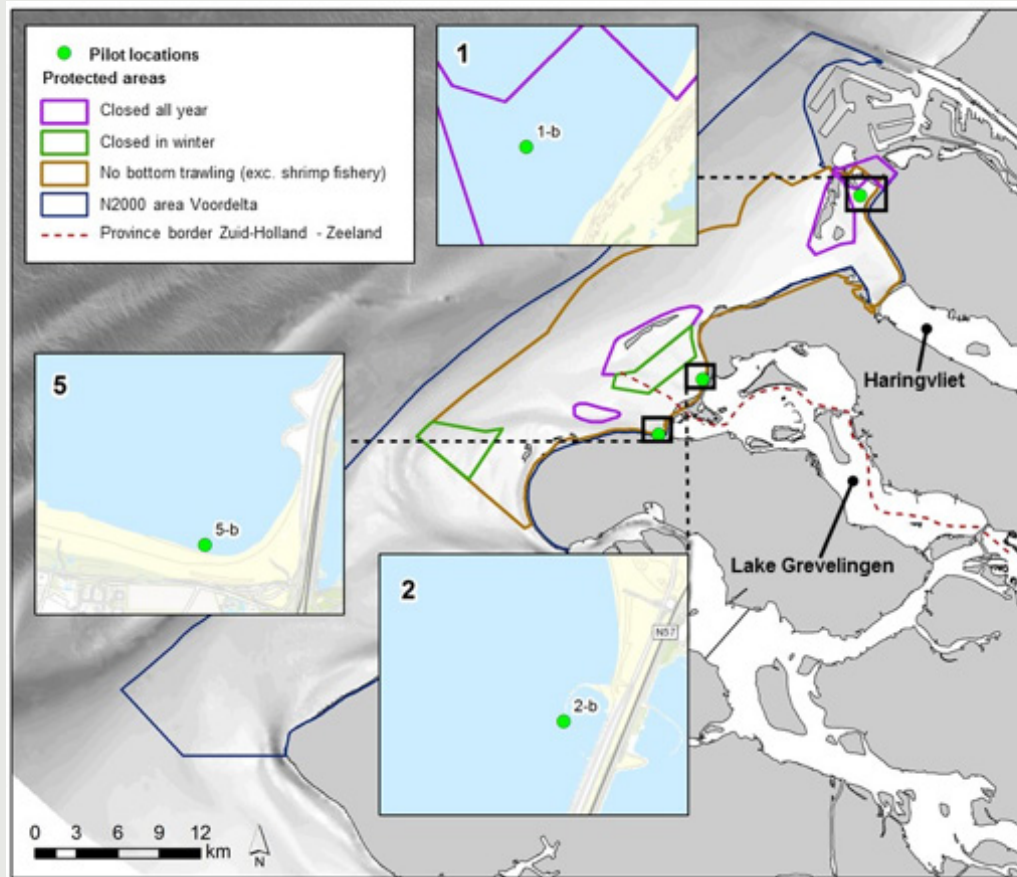 Pilot locations
Protected areas
Closed all year
Closed in winter
No bottom trawling (exc. shrimp fishery)
N2000 area Voordelta
Province border Zuid-Holland - Zeeland
1
1-b
Haringvliet
5
5-b
Lake Grevelingen
2
N57
2-b
0 3 6 9 12
km
N